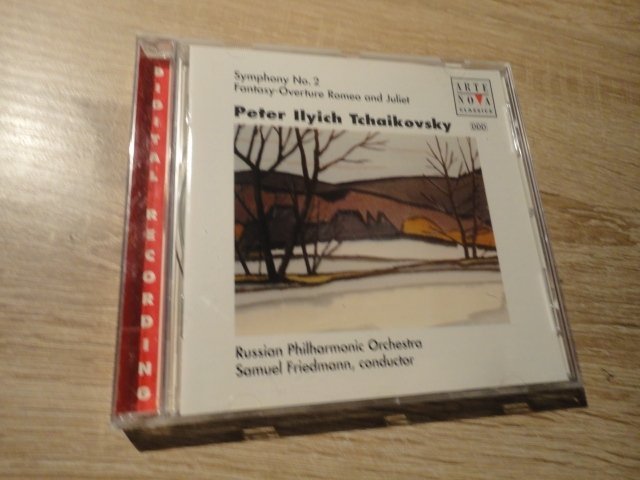 DIGITAL RECORDING
Symphony No. 2
Fantasy-Overture Romeo and Juliet
Peter Ilyich Tchaikovsky
ARTE
NOVA
CLASSICS
DDD
Russian Philharmonic Orchestra
Samuel Friedmann, conductor